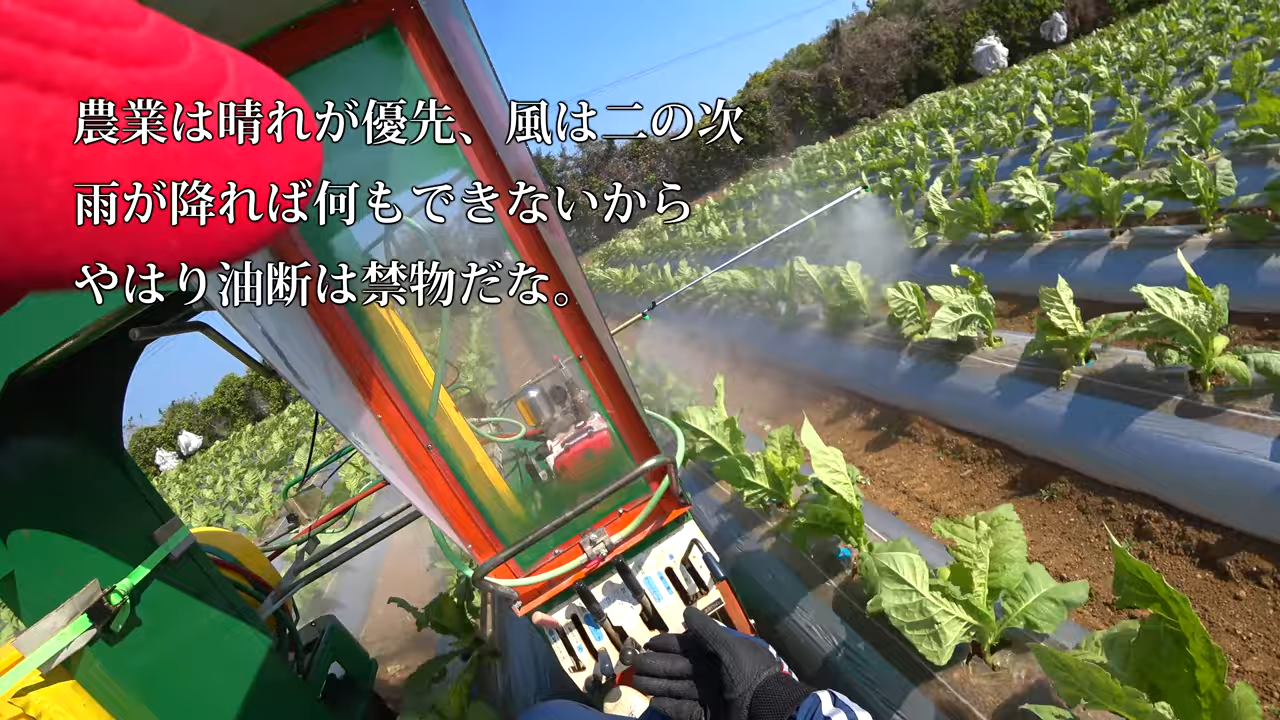 農業は晴れが優先、風は二の次
雨が降れば何もできないから
やはり油断は禁物だな。